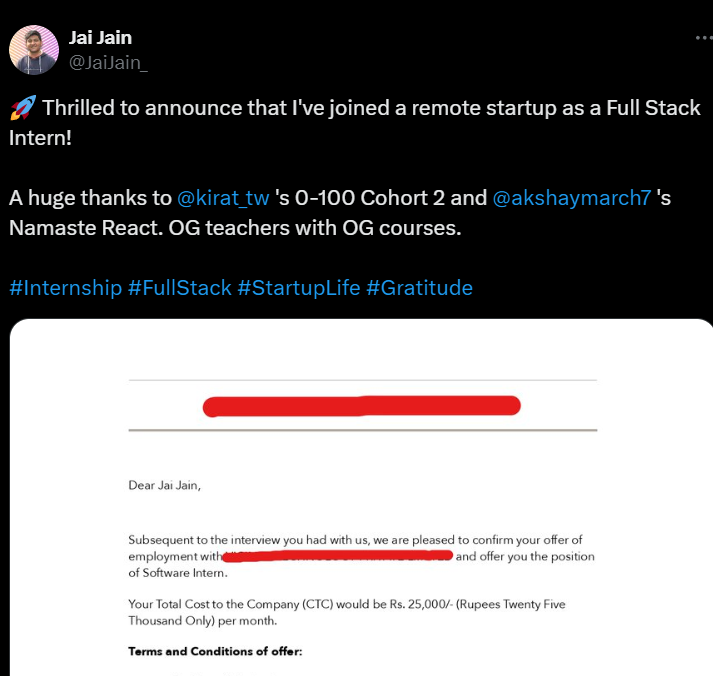 Jai Jain
@JaiJain_
🚀 Thrilled to announce that I've joined a remote startup as a Full Stack
Intern!
A huge thanks to @kirat_tw 's 0-100 Cohort 2 and @akshaymarch7 's
Namaste React. OG teachers with OG courses.
#Internship #FullStack #StartupLife #Gratitude
Dear Jai Jain,
Subsequent to the interview you had with us, we are pleased to confirm your offer of
employment with and offer you the position
of Software Intern.
Your Total Cost to the Company (CTC) would be Rs. 25,000/- (Rupees Twenty Five
Thousand Only) per month.
Terms and Conditions of offer: